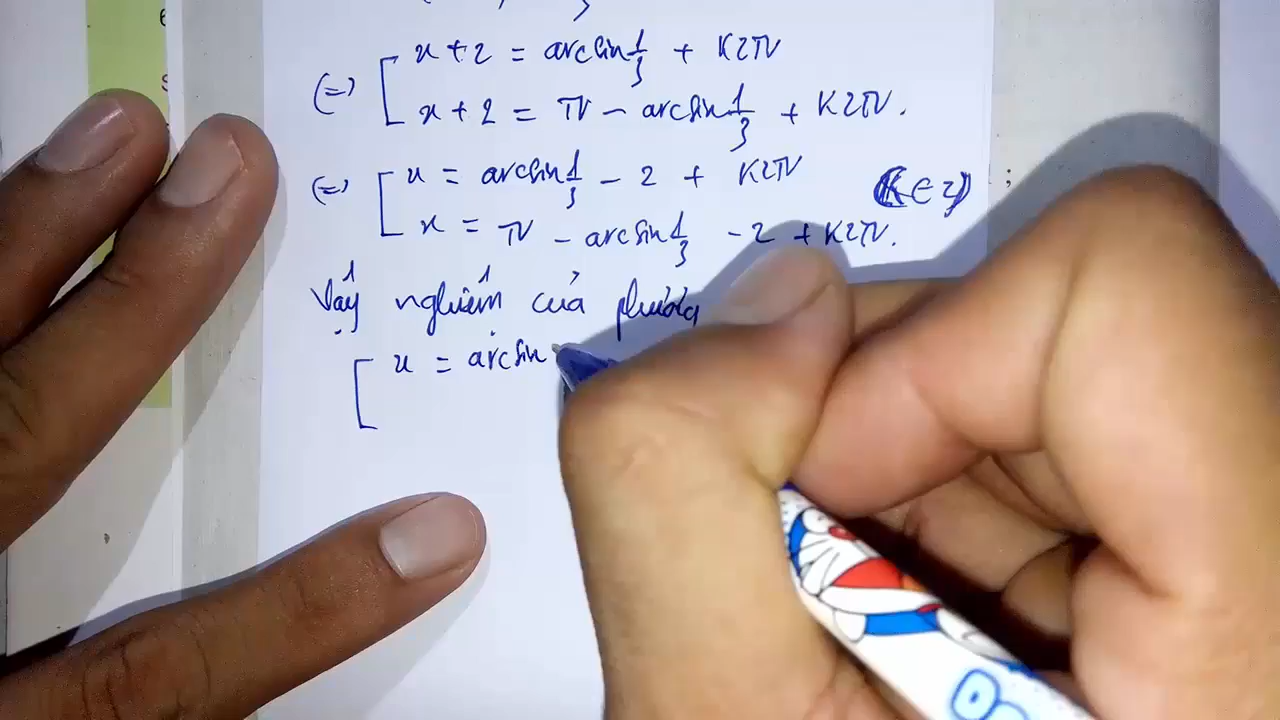 (=) [ x + 2 = arcsin 1/3 + K2π
x + 2 = π - arcsin 1/3 + K2π.
(=) [ x = arcsin 1/3 - 2 + K2π (K ∈ Z)
x = π - arcsin 1/3 - 2 + K2π.
Vậy nghiệm của
[ x = arcsin